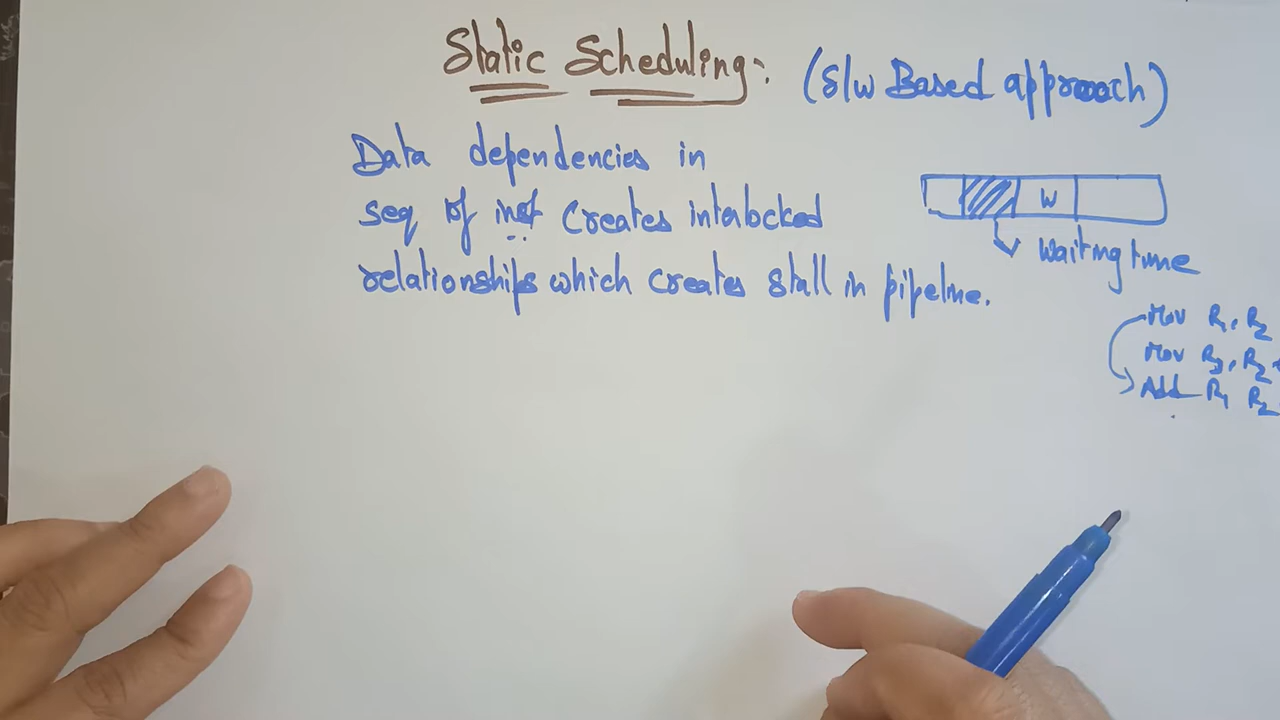 Static Scheduling:
(S/w Based approach)
Data dependencies in
seq of inst creates interlocked
relationships which creates stall in pipeline.
W
Waiting time
Mov R1, R2
Mov R3, R2
Add R1 R2